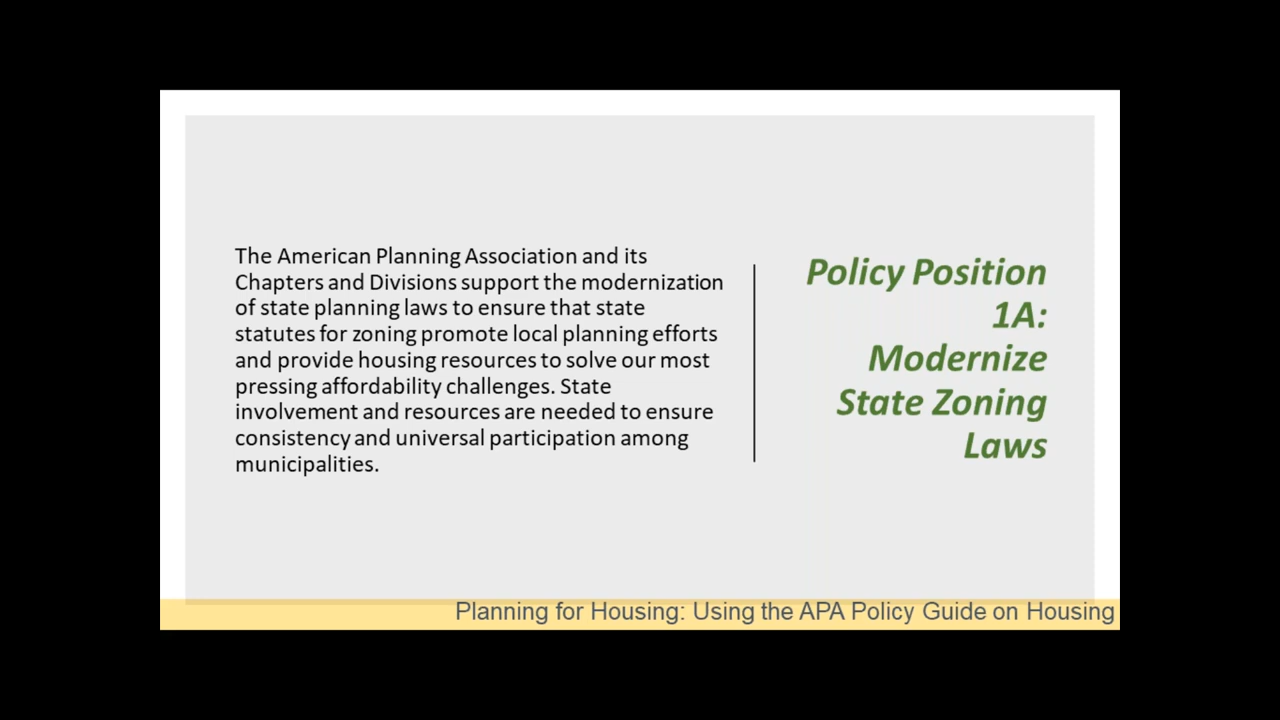 The American Planning Association and its
Chapters and Divisions support the modernization
of state planning laws to ensure that state
statutes for zoning promote local planning efforts
and provide housing resources to solve our most
pressing affordability challenges. State
involvement and resources are needed to ensure
consistency and universal participation among
municipalities.
Policy Position
1A:
Modernize
State Zoning
Laws
Planning for Housing: Using the APA Policy Guide on Housing